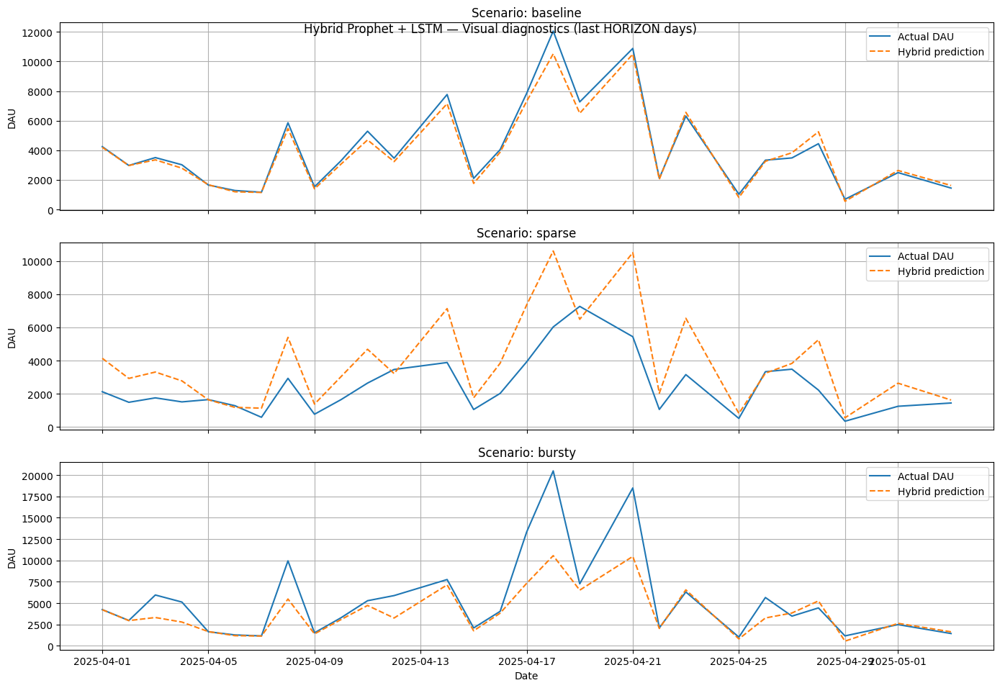 Scenario: baseline
Hybrid Prophet + LSTM — Visual diagnostics (last HORIZON days)
12000
10000
8000
6000
4000
2000
0
DAU
Actual DAU
Hybrid prediction
Scenario: sparse
10000
8000
6000
4000
2000
0
DAU
Actual DAU
Hybrid prediction
Scenario: bursty
20000
17500
15000
12500
10000
7500
5000
2500
0
DAU
Actual DAU
Hybrid prediction
2025-04-01 2025-04-05 2025-04-09 2025-04-13 2025-04-17 2025-04-21 2025-04-25 2025-04-29 2025-05-01
Date